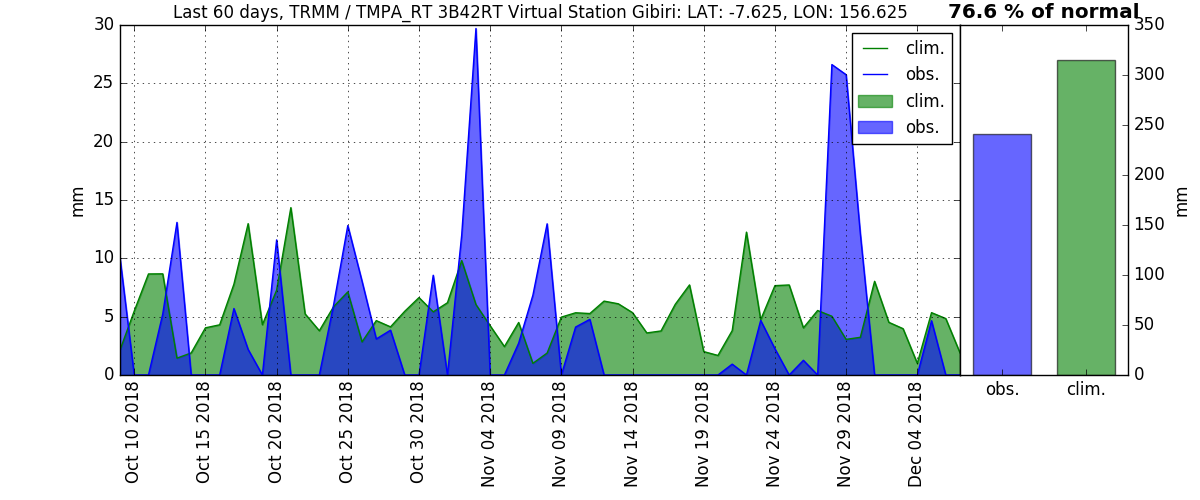 Last 60 days, TRMM / TMPA_RT 3B42RT Virtual Station Gibiri: LAT: -7.625, LON: 156.625
76.6 % of normal
30
25
20
15
10
5
0
mm
clim.
obs.
clim.
obs.
Oct 10 2018
Oct 15 2018
Oct 20 2018
Oct 25 2018
Oct 30 2018
Nov 04 2018
Nov 09 2018
Nov 14 2018
Nov 19 2018
Nov 24 2018
Nov 29 2018
Dec 04 2018
350
300
250
200
150
100
50
0
mm
obs.
clim.